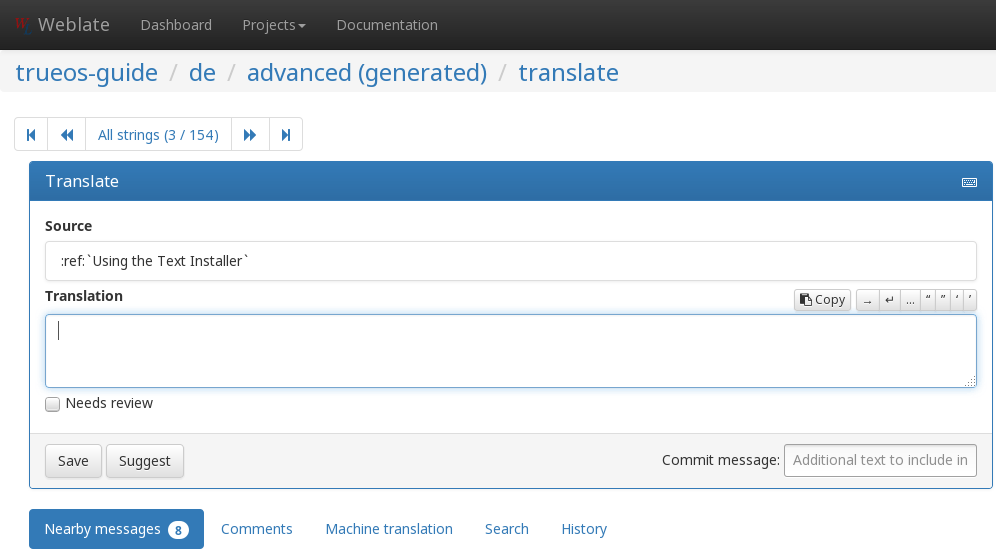 Weblate Dashboard Projects Documentation
trueos-guide / de / advanced (generated) / translate
All strings (3 / 154)
Translate
Source
:ref:`Using the Text Installer`
Translation Copy → ↵ … “ ” ‘ ’
Needs review
Save Suggest Commit message: Additional text to include in
Nearby messages 8 Comments Machine translation Search History